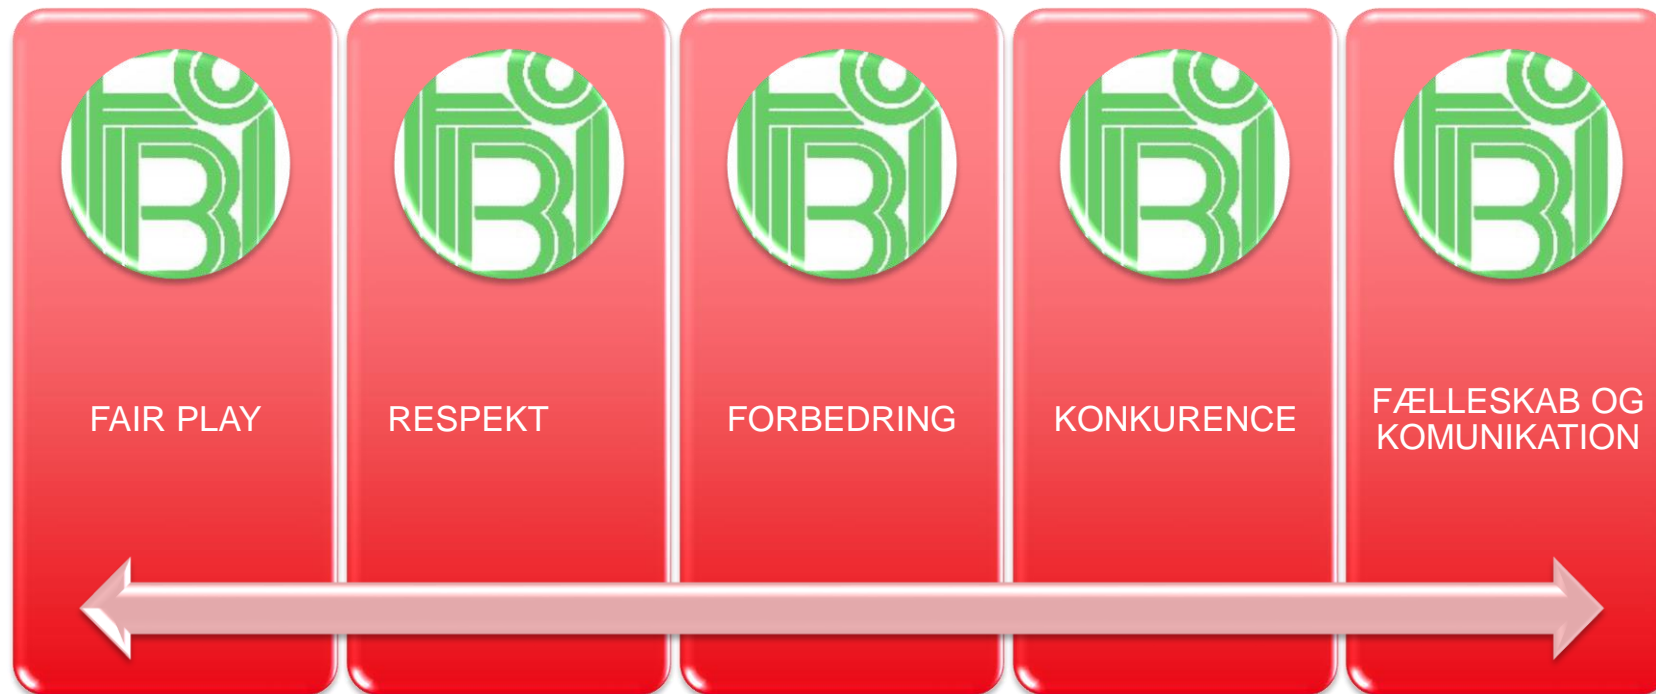 FAIR PLAY
RESPEKT
FORBEDRING
KONKURENCE
FÆLLESKAB OG
KOMUNIKATION